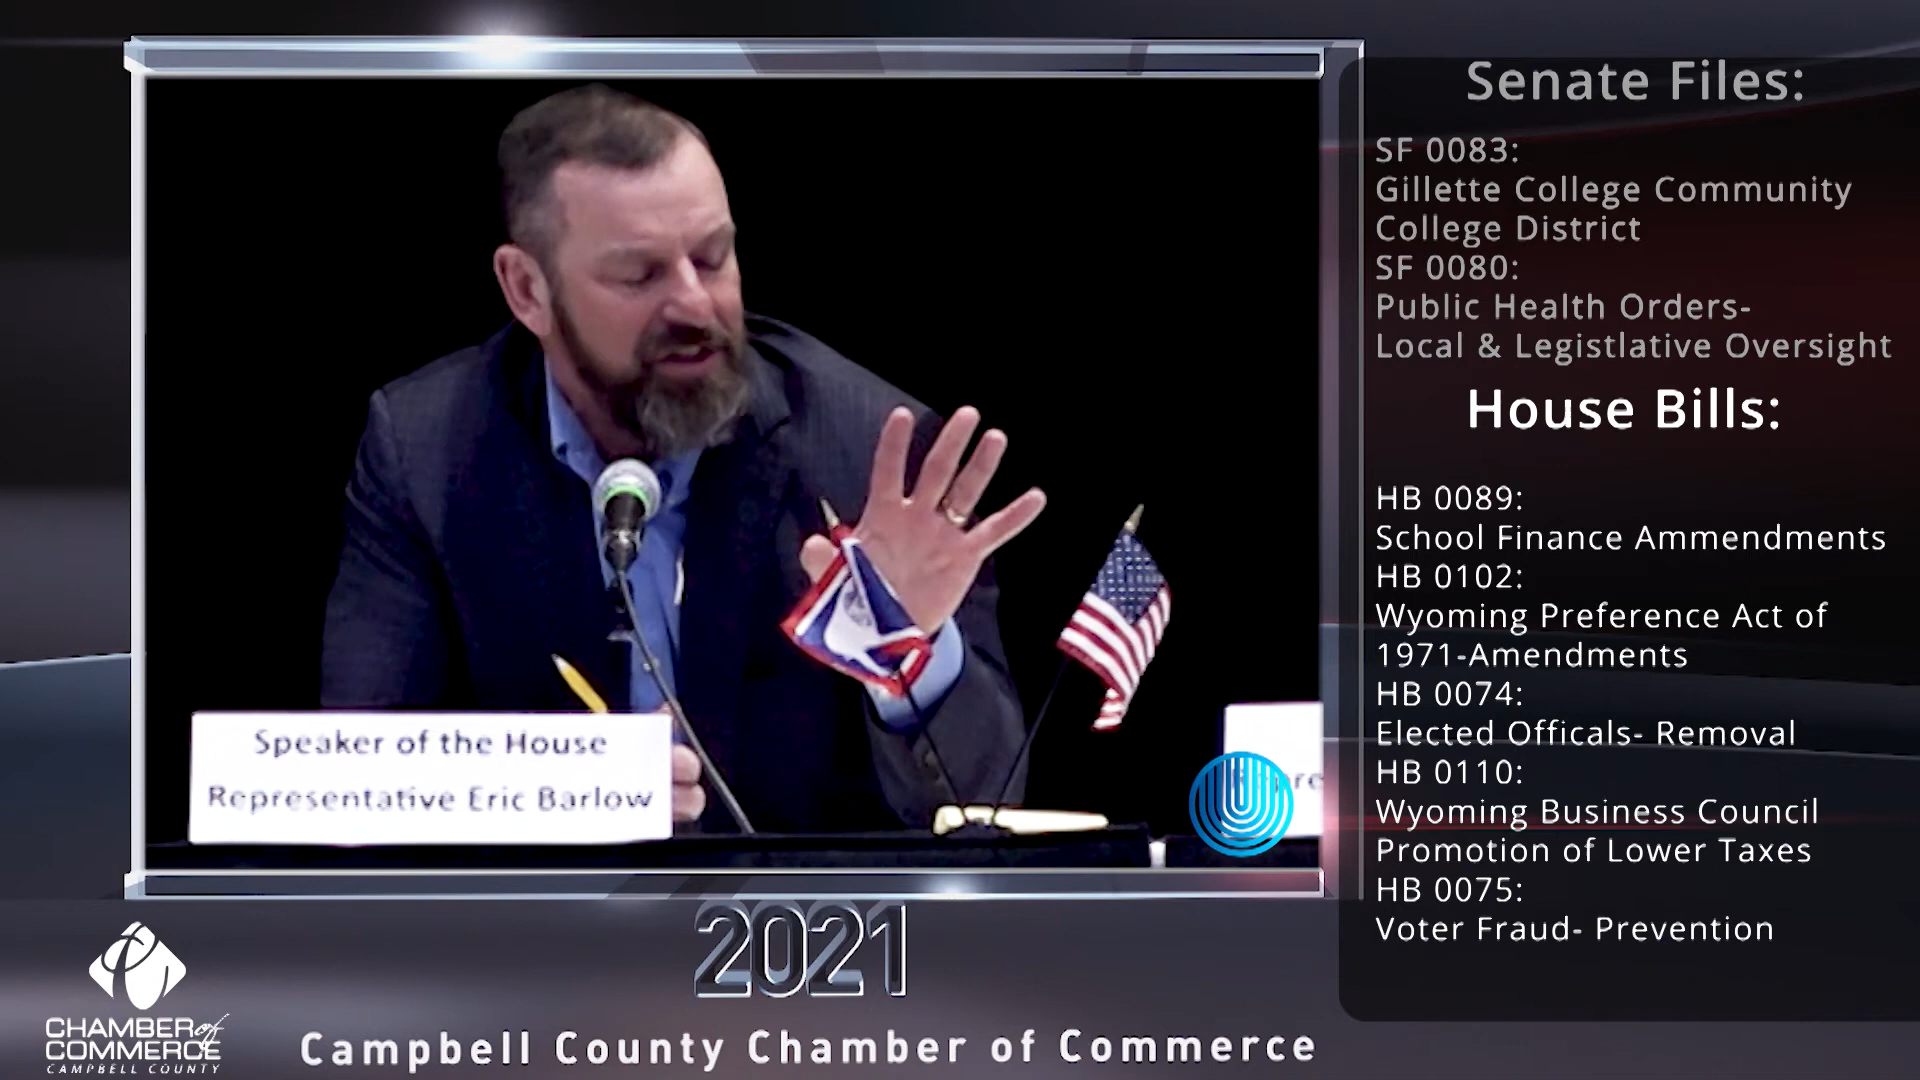 Senate Files:
SF 0083:
Gillette College Community
College District
SF 0080:
Public Health Orders-
Local & Legistlative Oversight
House Bills:
HB 0089:
School Finance Ammendments
HB 0102:
Wyoming Preference Act of
1971-Amendments
HB 0074:
Elected Officals- Removal
HB 0110:
Wyoming Business Council
Promotion of Lower Taxes
HB 0075:
Voter Fraud- Prevention
Speaker of the House
Representative Eric Barlow
2021
Campbell County Chamber of Commerce
CHAMBER of
COMMERCE
CAMPBELL COUNTY